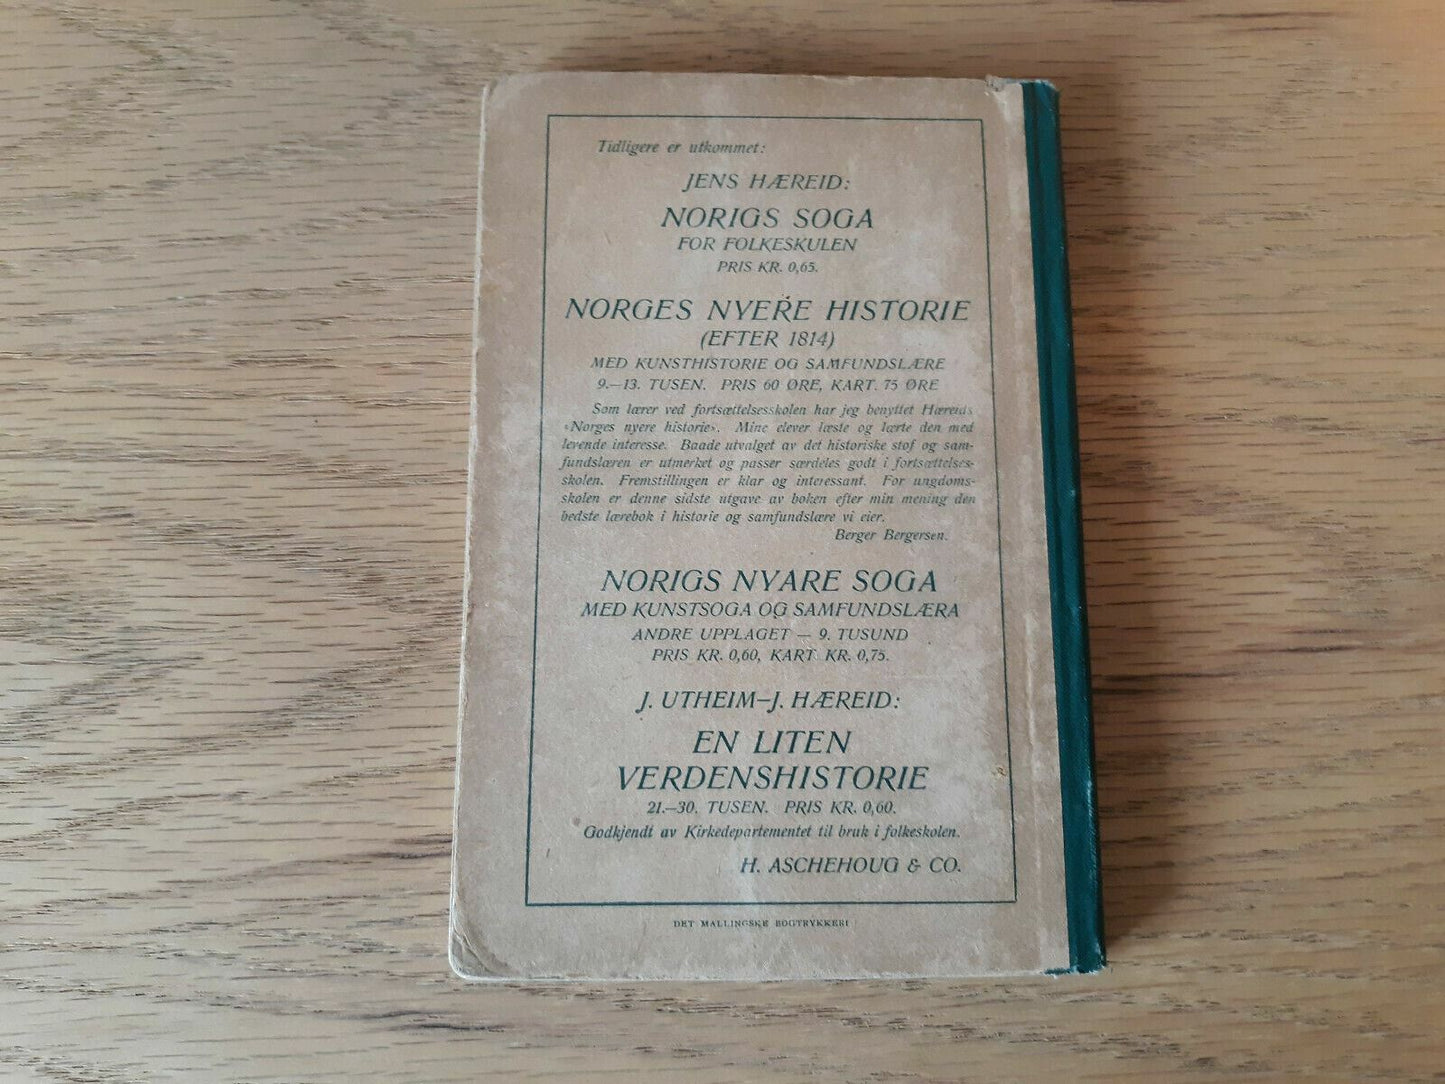 Tidligere er utkommet:
JENS HÆREID:
NORIGS SOGA
FOR FOLKESKULEN
PRIS KR. 0,65.
NORGES NYERE HISTORIE
(EFTER 1814)
MED KUNSTHISTORIE OG SAMFUNDSLÆRE
9.—13. TUSEN. PRIS 60 ØRE, KART. 75 ØRE
Som lærer ved fortsættelsesskolen har jeg benyttet Hæreids
«Norges nyere historie». Mine elever læste og lærte den med
levende interesse. Baade utvalget av det historiske stof og sam-
fundslæren er utmerket og passer særdeles godt i fortsættelses-
skolen. Fremstillingen er klar og interessant. For ungdoms-
skolen er denne sidste utgave av boken efter min mening den
bedste lærebok i historie og samfundslære vi eier.
Berger Bergersen.
NORIGS NYARE SOGA
MED KUNSTSOGA OG SAMFUNDSLÆRA
ANDRE UPPLAGET — 9. TUSUND
PRIS KR. 0,60, KART. KR. 0,75.
J. UTHEIM—J. HÆREID:
EN LITEN
VERDENSHISTORIE
21.—30. TUSEN. PRIS KR. 0,60.
Godkjendt av Kirkedepartementet til bruk i folkeskolen.
H. ASCHEHOUG & CO.
DET MALLINGSKE BOGTRYKKERI